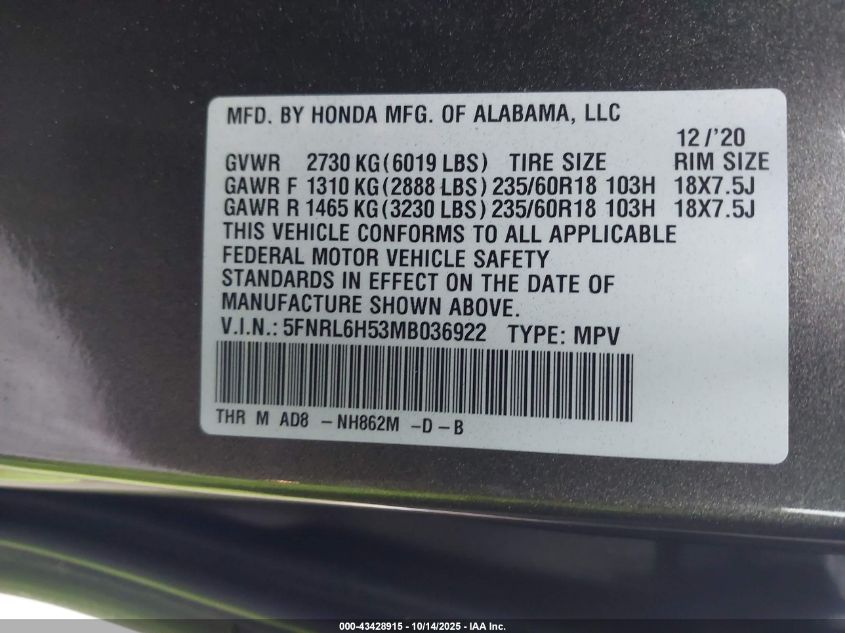 MFD. BY HONDA MFG. OF ALABAMA, LLC
12 /'20
GVWR 2730 KG(6019 LBS) TIRE SIZE RIM SIZE
GAWR F 1310 KG(2888 LBS) 235/60R18 103H 18X7.5J
GAWR R 1465 KG(3230 LBS) 235/60R18 103H 18X7.5J
THIS VEHICLE CONFORMS TO ALL APPLICABLE
FEDERAL MOTOR VEHICLE SAFETY
STANDARDS IN EFFECT ON THE DATE OF
MANUFACTURE SHOWN ABOVE.
V.I.N.: 5FNRL6H53MB036922 TYPE: MPV
THR M AD8 – NH862M – D – B
000-43428915 - 10/14/2025 - IAA Inc.